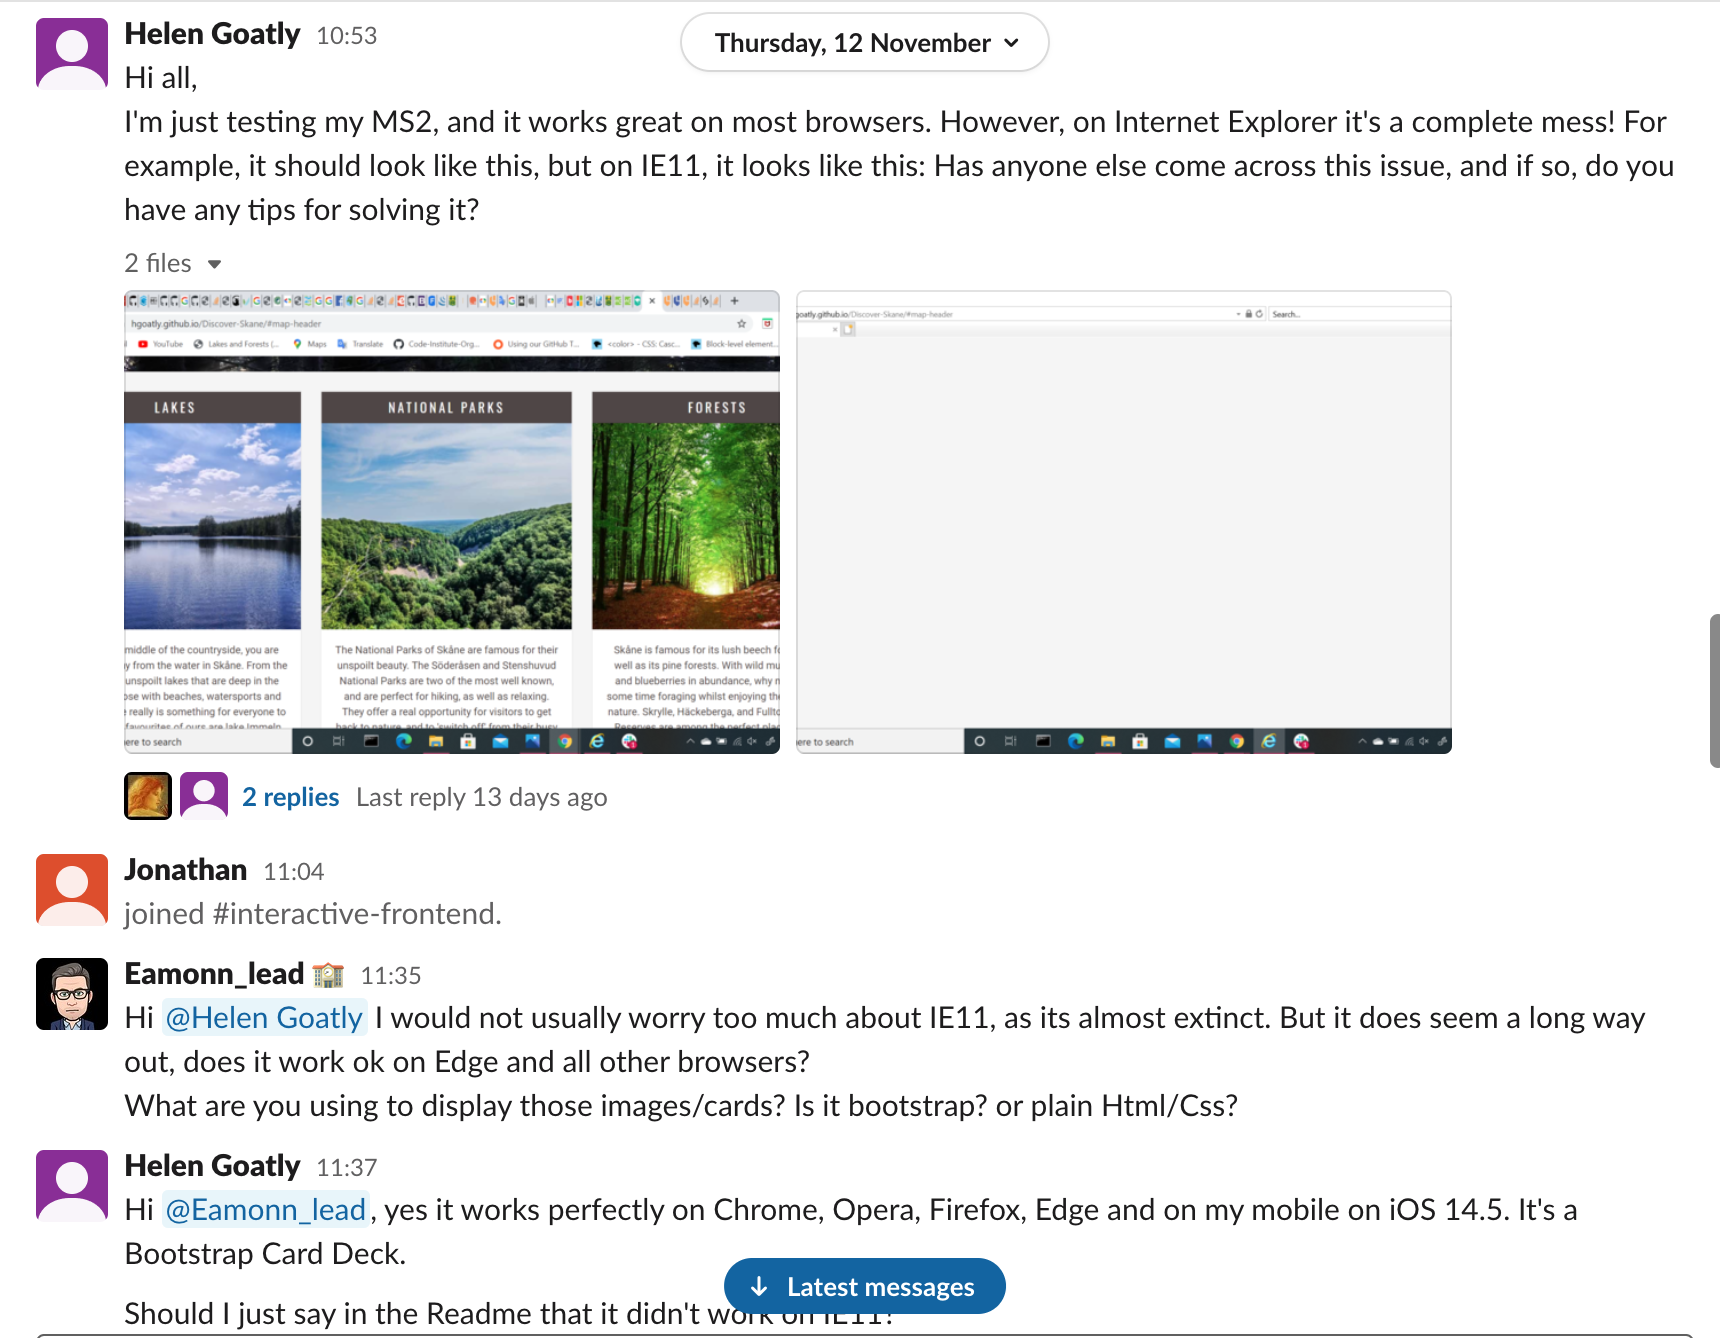 Helen Goatly 10:53
Thursday, 12 November
Hi all,
I'm just testing my MS2, and it works great on most browsers. However, on Internet Explorer it's a complete mess! For
example, it should look like this, but on IE11, it looks like this: Has anyone else come across this issue, and if so, do you
have any tips for solving it?
2 files
hgoatly.github.io/Discover-Skane/#map-header
YouTube Lakes and Forests (... Maps Translate Code-Institute-Org... Using our GitHub T... <color> - CSS: Casc... Block-level element...
LAKES NATIONAL PARKS FORESTS
middle of the countryside, you are
y from the water in Skåne. From the
unspoilt lakes that are deep in the
ose with beaches, watersports and
really is something for everyone to
favourites of ours are lake Immeln
The National Parks of Skåne are famous for their
unspoilt beauty. The Söderåsen and Stenshuvud
National Parks are two of the most well known,
and are perfect for hiking, as well as relaxing.
They offer a real opportunity for visitors to get
back to nature, and to 'switch off' from their busy
Skåne is famous for its lush beech f
well as its pine forests. With wild mu
and blueberries in abundance, why n
some time foraging whilst enjoying th
nature. Skrylle, Häckeberga, and Fullto
Reserves are among the perfect plac
ere to search
goatly.github.io/Discover-Skane/#map-header Search...
ere to search
2 replies Last reply 13 days ago
Jonathan 11:04
joined #interactive-frontend.
Eamonn_lead 11:35
Hi @Helen Goatly I would not usually worry too much about IE11, as its almost extinct. But it does seem a long way
out, does it work ok on Edge and all other browsers?
What are you using to display those images/cards? Is it bootstrap? or plain Html/Css?
Helen Goatly 11:37
Hi @Eamonn_lead, yes it works perfectly on Chrome, Opera, Firefox, Edge and on my mobile on iOS 14.5. It's a
Bootstrap Card Deck.
Latest messages
Should I just say in the Readme that it didn't work on IE11?